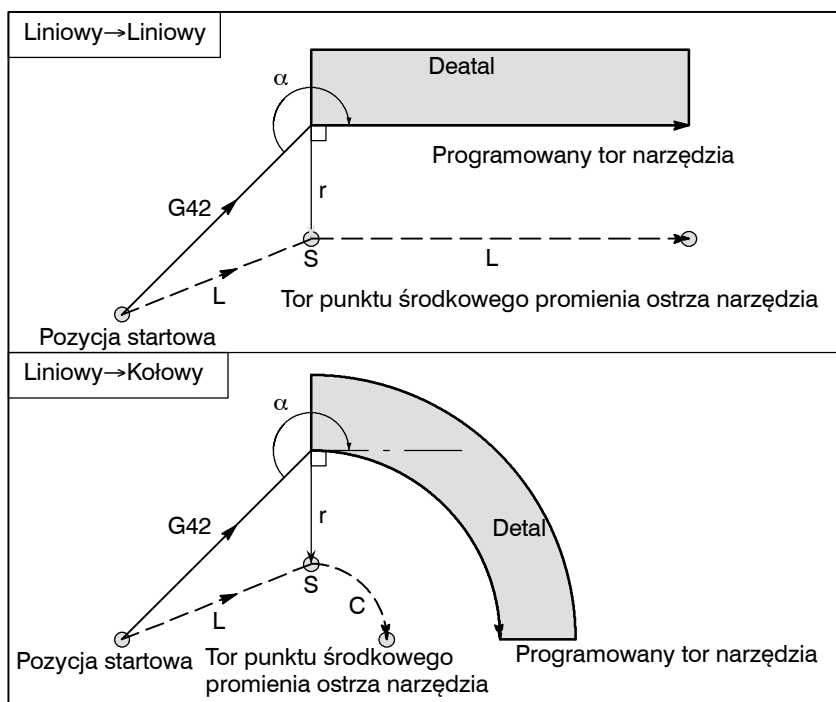 Liniowy→Liniowy
Deatal
α
Programowany tor narzędzia
r
G42
S
L
L
Tor punktu środkowego promienia ostrza narzędzia
Pozycja startowa
Liniowy→Kołowy
α
r
G42
Detal
S
C
L
Pozycja startowa
Tor punktu środkowego
promienia ostrza narzędzia
Programowany tor narzędzia